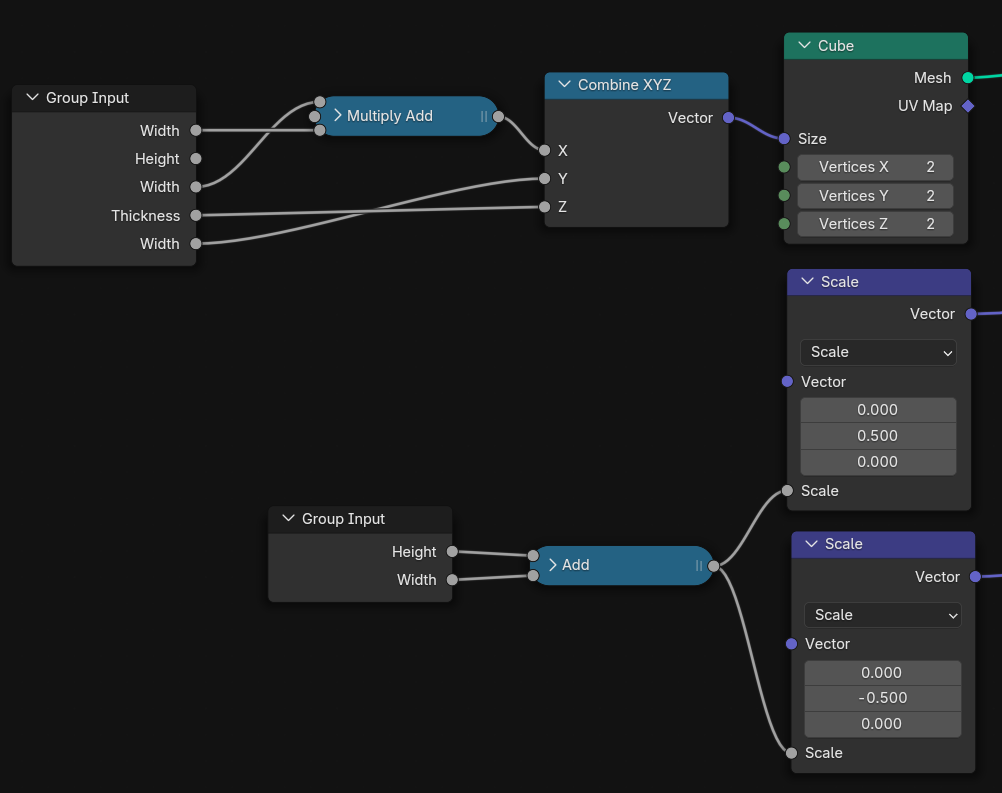 Group Input
Width
Height
Width
Thickness
Width
Multiply Add
Combine XYZ
Vector
X
Y
Z
Cube
Mesh
UV Map
Size
Vertices X 2
Vertices Y 2
Vertices Z 2
Scale
Vector
Scale
Vector
0.000
0.500
0.000
Scale
Group Input
Height
Width
Add
Scale
Vector
Scale
Vector
0.000
-0.500
0.000
Scale